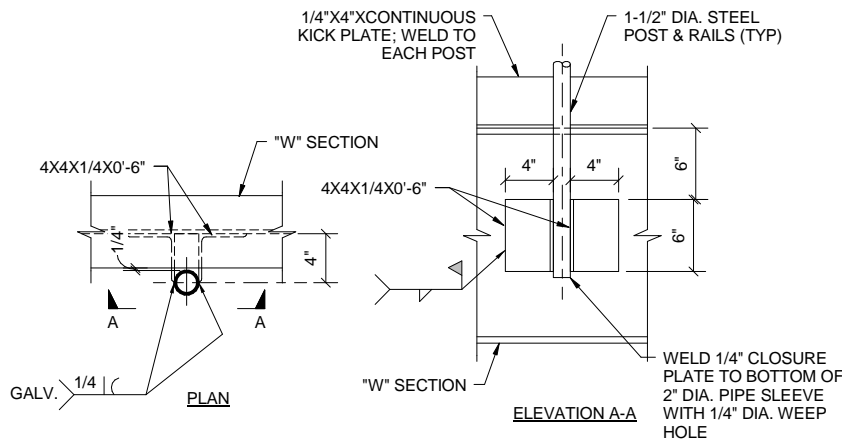 1/4"X4"XCONTINUOUS
KICK PLATE; WELD TO
EACH POST
1-1/2" DIA. STEEL
POST & RAILS (TYP)
"W" SECTION
4X4X1/4X0'-6"
1/4"
4"
A
A
GALV.
1/4
PLAN
4"
4"
6"
4X4X1/4X0'-6"
6"
"W" SECTION
ELEVATION A-A
WELD 1/4" CLOSURE
PLATE TO BOTTOM OF
2" DIA. PIPE SLEEVE
WITH 1/4" DIA. WEEP
HOLE